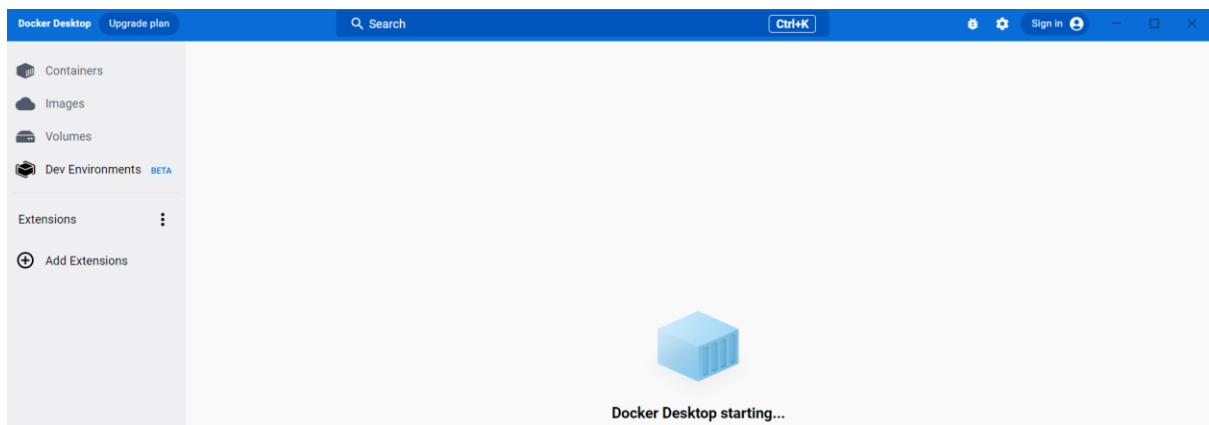 Docker Desktop Upgrade plan Search Ctrl+K Sign in
Containers
Images
Volumes
Dev Environments BETA
Extensions
Add Extensions
Docker Desktop starting...